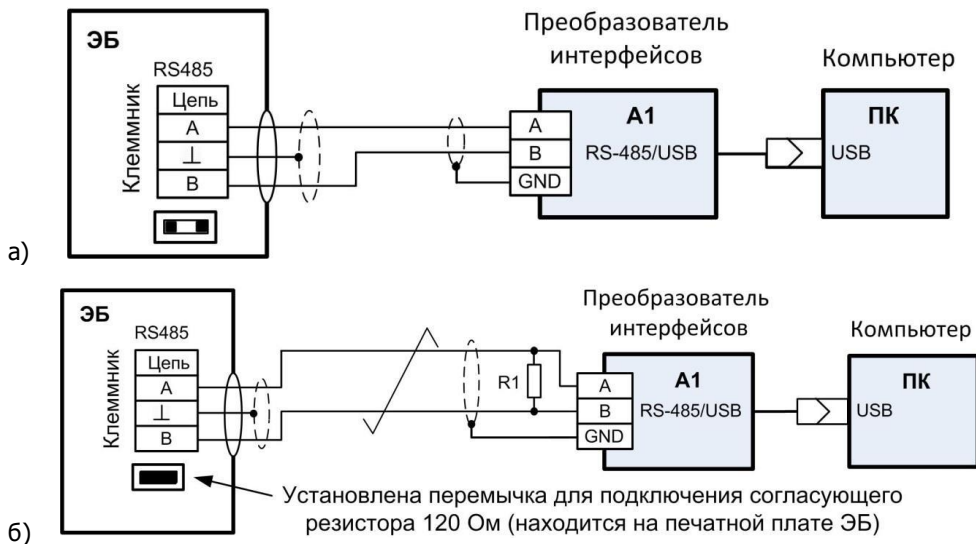 Преобразователь
интерфейсов
Компьютер
ЭБ
RS485
Клеммник
Цепь
А
⊥
В
А
В
GND
А1
RS-485/USB
ПК
USB
а)
Преобразователь
интерфейсов
Компьютер
ЭБ
RS485
Клеммник
Цепь
А
⊥
В
R1
А
В
GND
А1
RS-485/USB
ПК
USB
Установлена перемычка для подключения согласующего
резистора 120 Ом (находится на печатной плате ЭБ)
б)